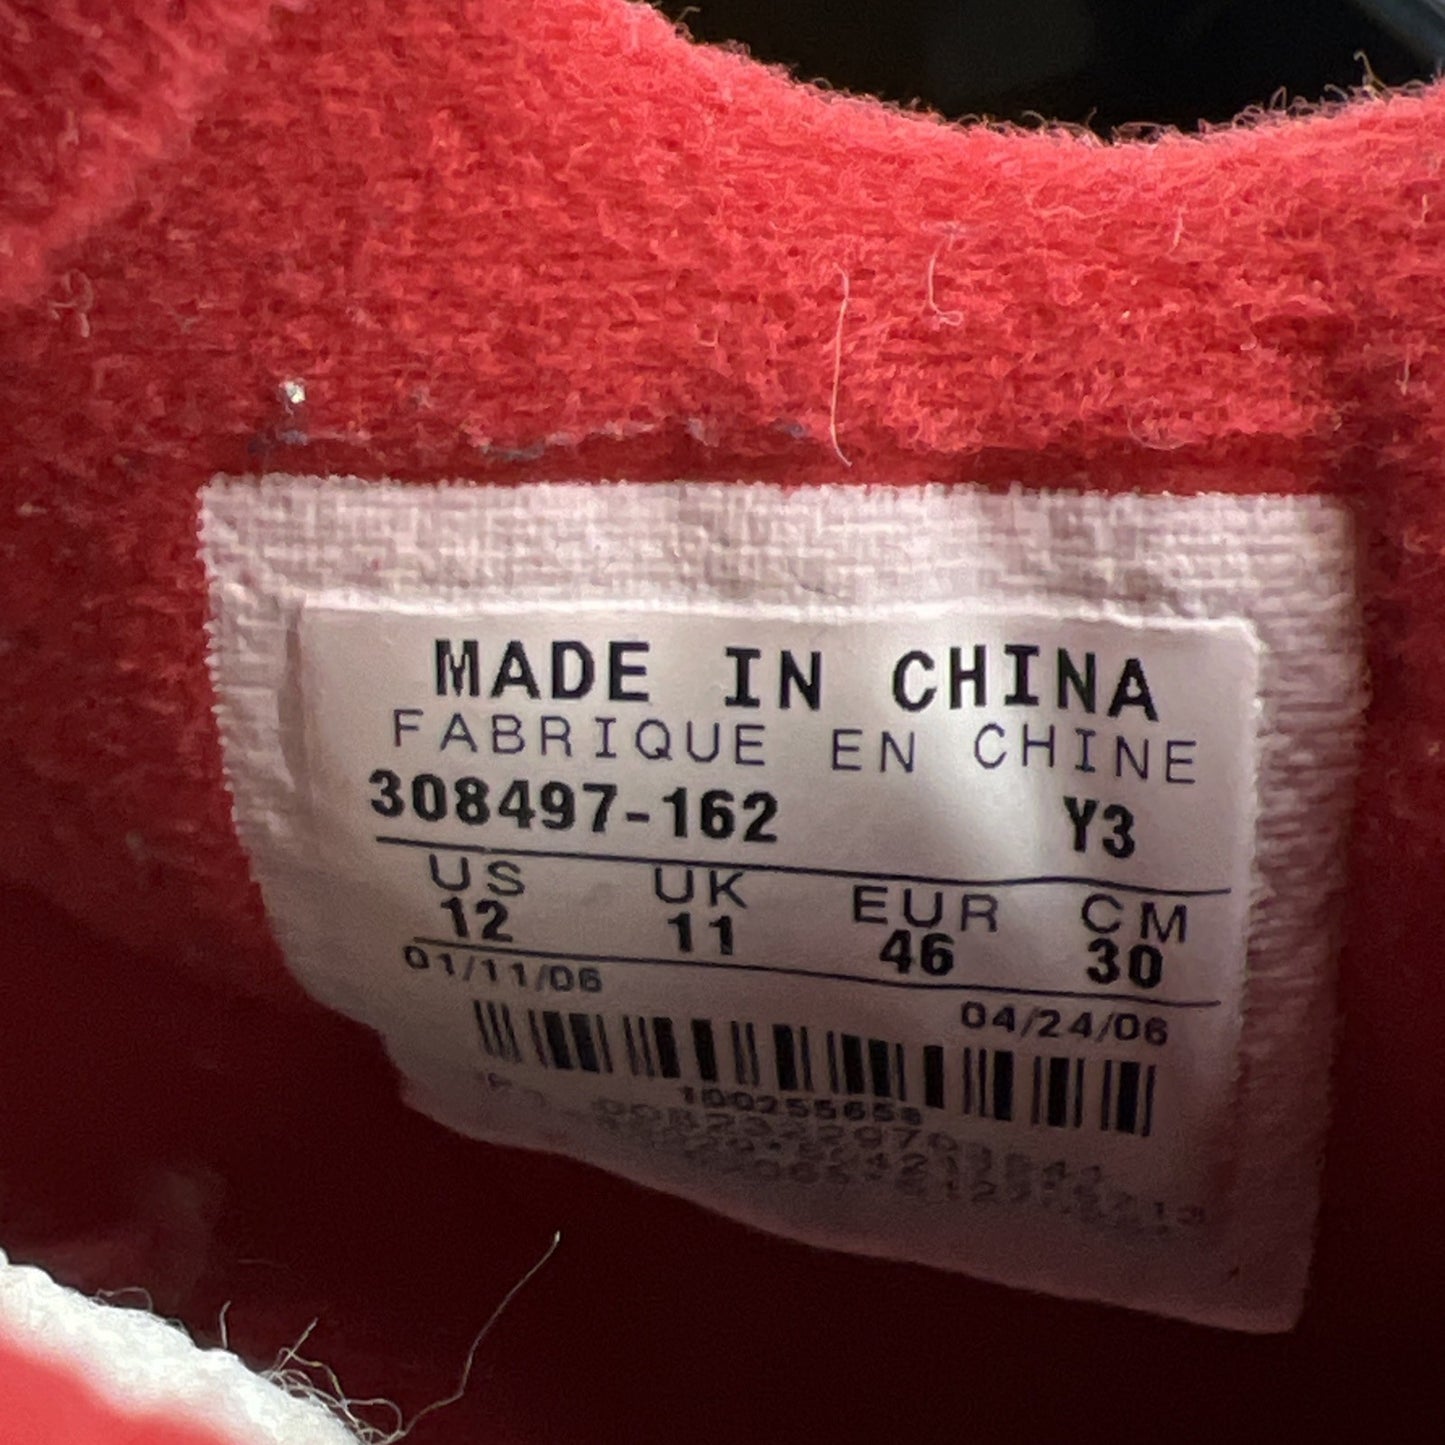 MADE IN CHINA
FABRIQUE EN CHINE
308497-162 Y3
US UK EUR CM
12 11 46 30
01/11/06 04/24/06
1002556658